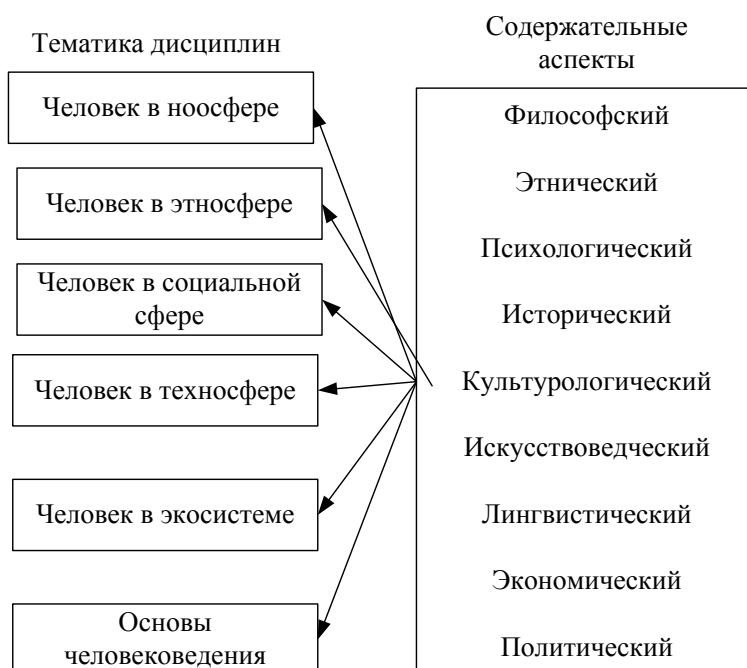 Тематика дисциплин
Человек в ноосфере
Человек в этносфере
Человек в социальной
сфере
Человек в техносфере
Человек в экосистеме
Основы
человековедения
Содержательные
аспекты
Философский
Этнический
Психологический
Исторический
Культурологический
Искусствоведческий
Лингвистический
Экономический
Политический